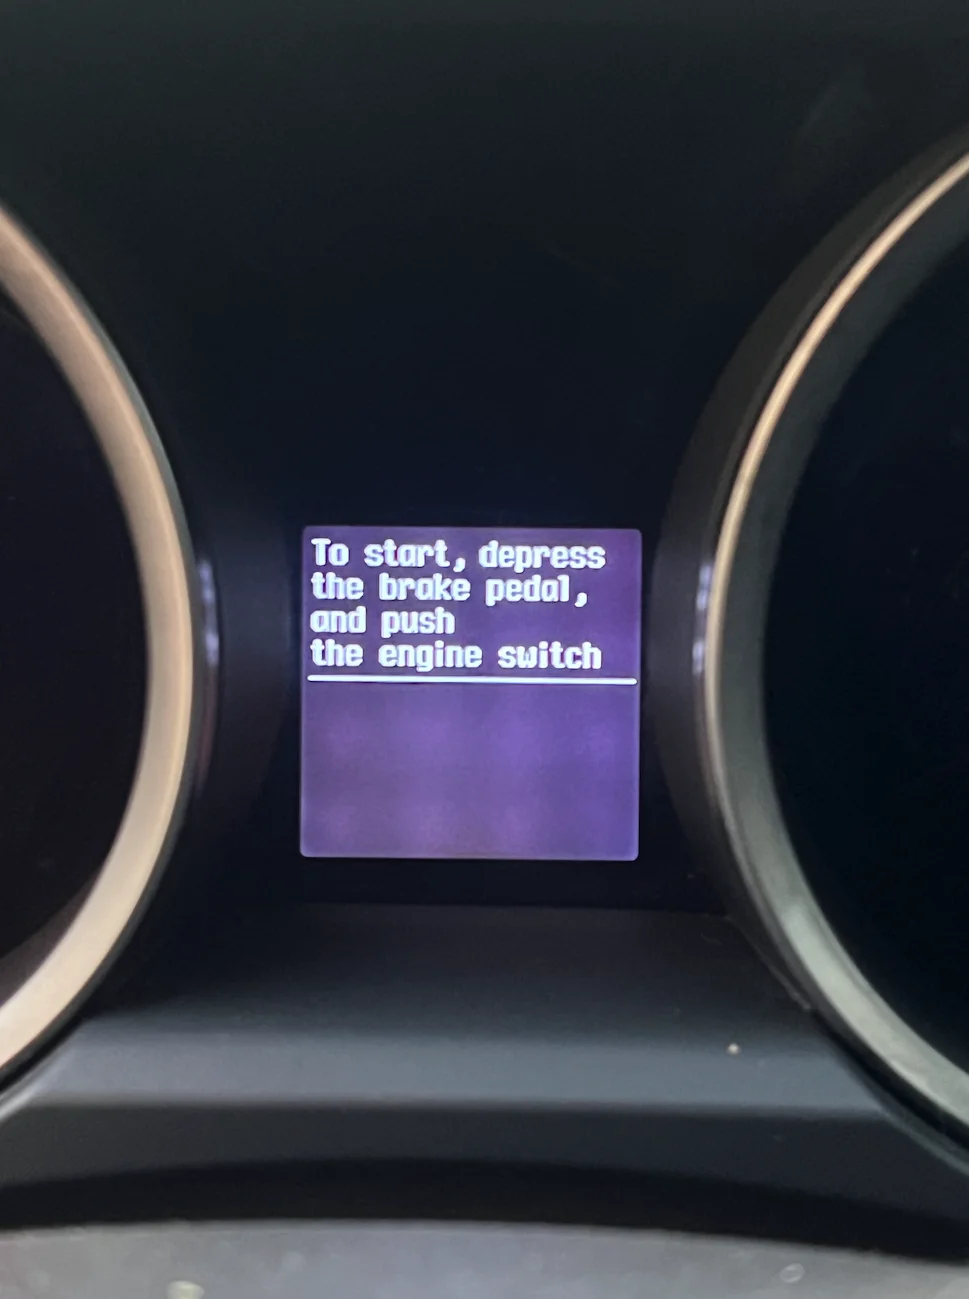 To start, depress
the brake pedal,
and push
the engine switch